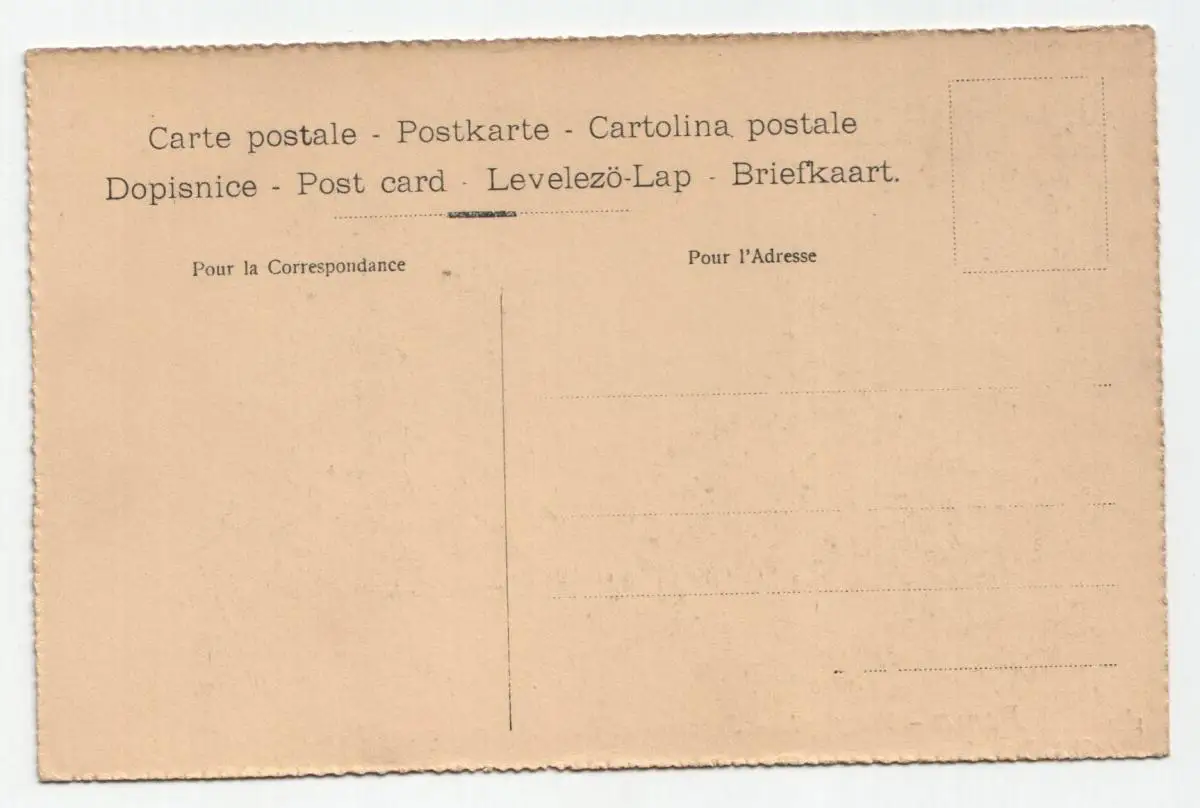 Carte postale - Postkarte - Cartolina postale
Dopisnice - Post card - Levelezö-Lap - Briefkaart.
Pour la Correspondance
Pour l'Adresse